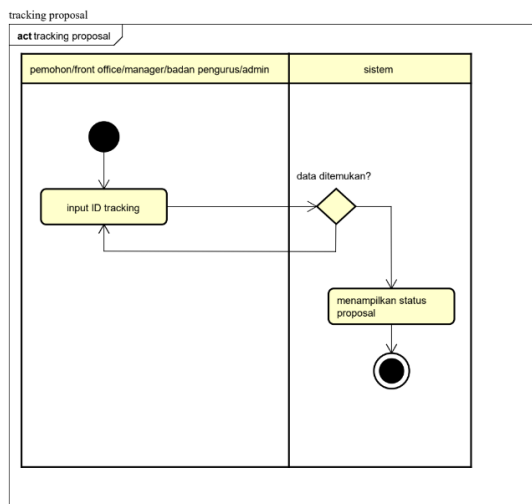 tracking proposal
act tracking proposal
pemohon/front office/manager/badan pengurus/admin
sistem
data ditemukan?
input ID tracking
menampilkan status
proposal